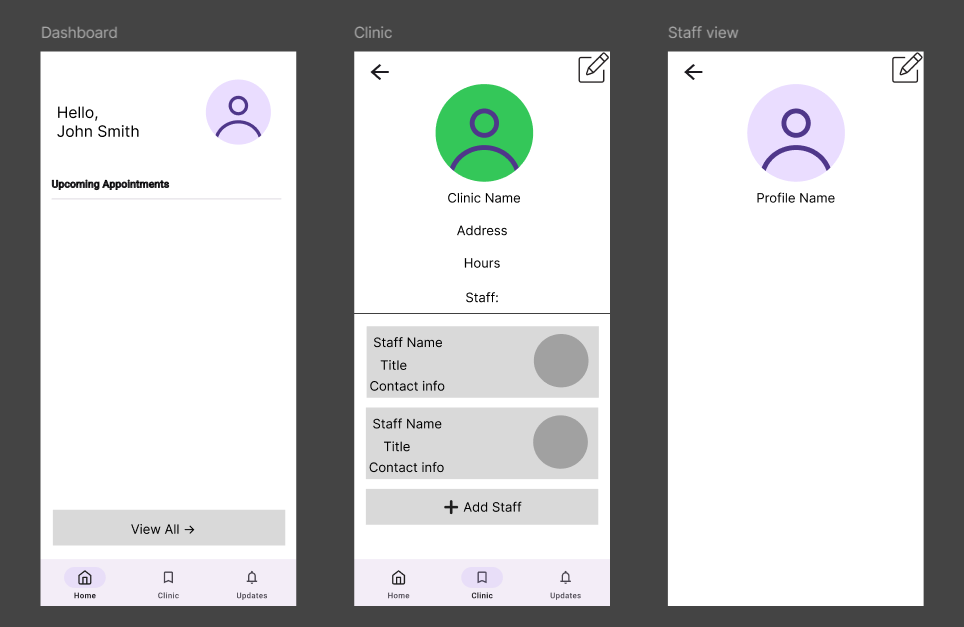 Dashboard
Hello,
John Smith
Upcoming Appointments
View All →
Home
Clinic
Updates
Clinic
Clinic Name
Address
Hours
Staff:
Staff Name
Title
Contact info
Staff Name
Title
Contact info
Add Staff
Home
Clinic
Updates
Staff view
Profile Name